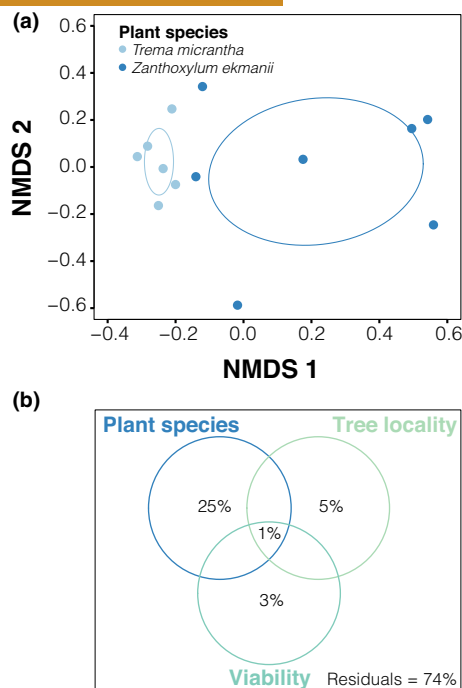 (a)
Plant species
Trema micrantha
Zanthoxylum ekmanii
NMDS 2
0.6
0.4
0.2
0.0
−0.2
−0.4
−0.6
−0.4 −0.2 0.0 0.2 0.4 0.6
NMDS 1
(b)
Plant species Tree locality
25% 5%
1%
3%
Viability Residuals = 74%